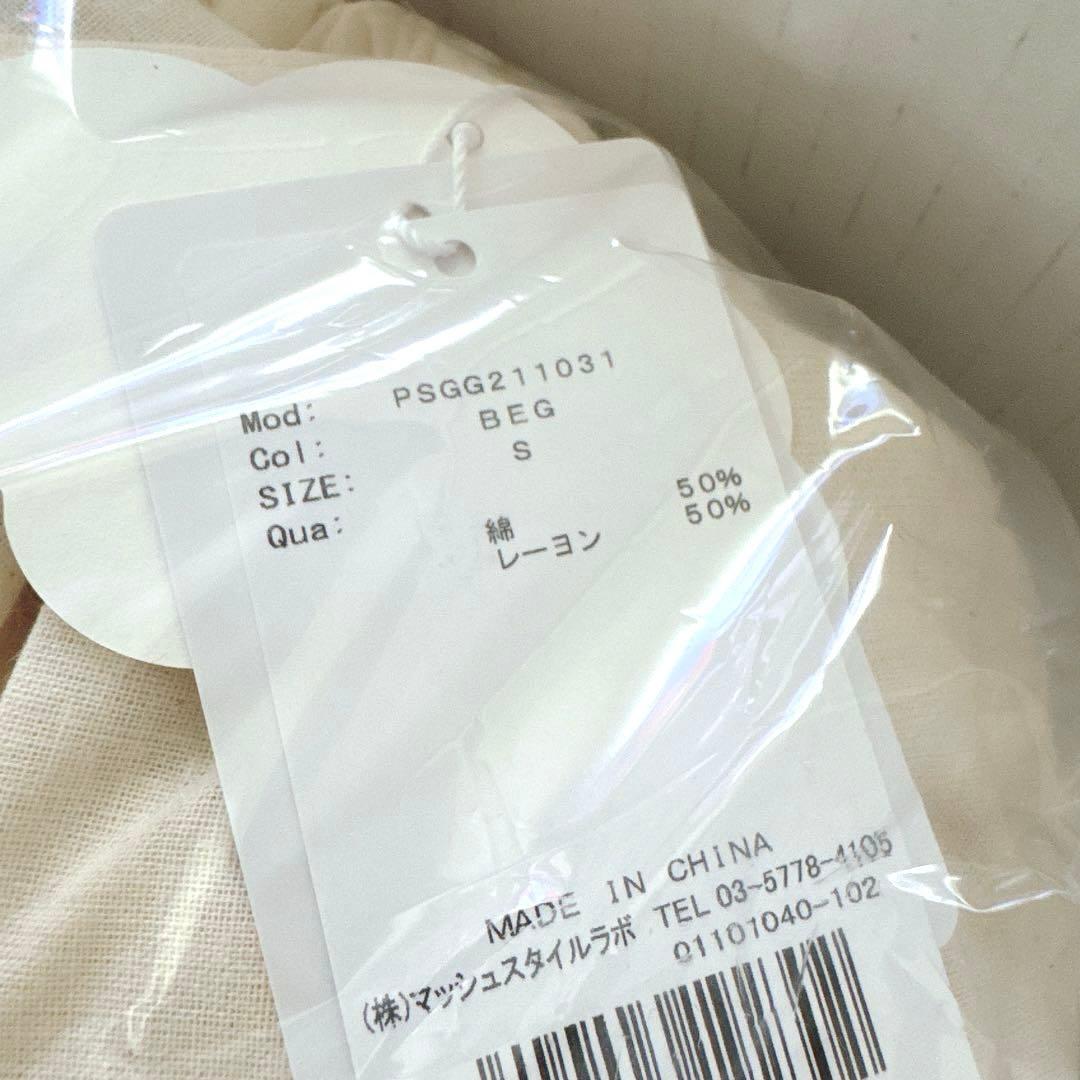 Mod: PSGG211031
Col: BEG
SIZE: S
Qua: 綿 50%
レーヨン 50%
MADE IN CHINA
(株)マッシュスタイルラボ TEL 03-5778-4105
01101040-102